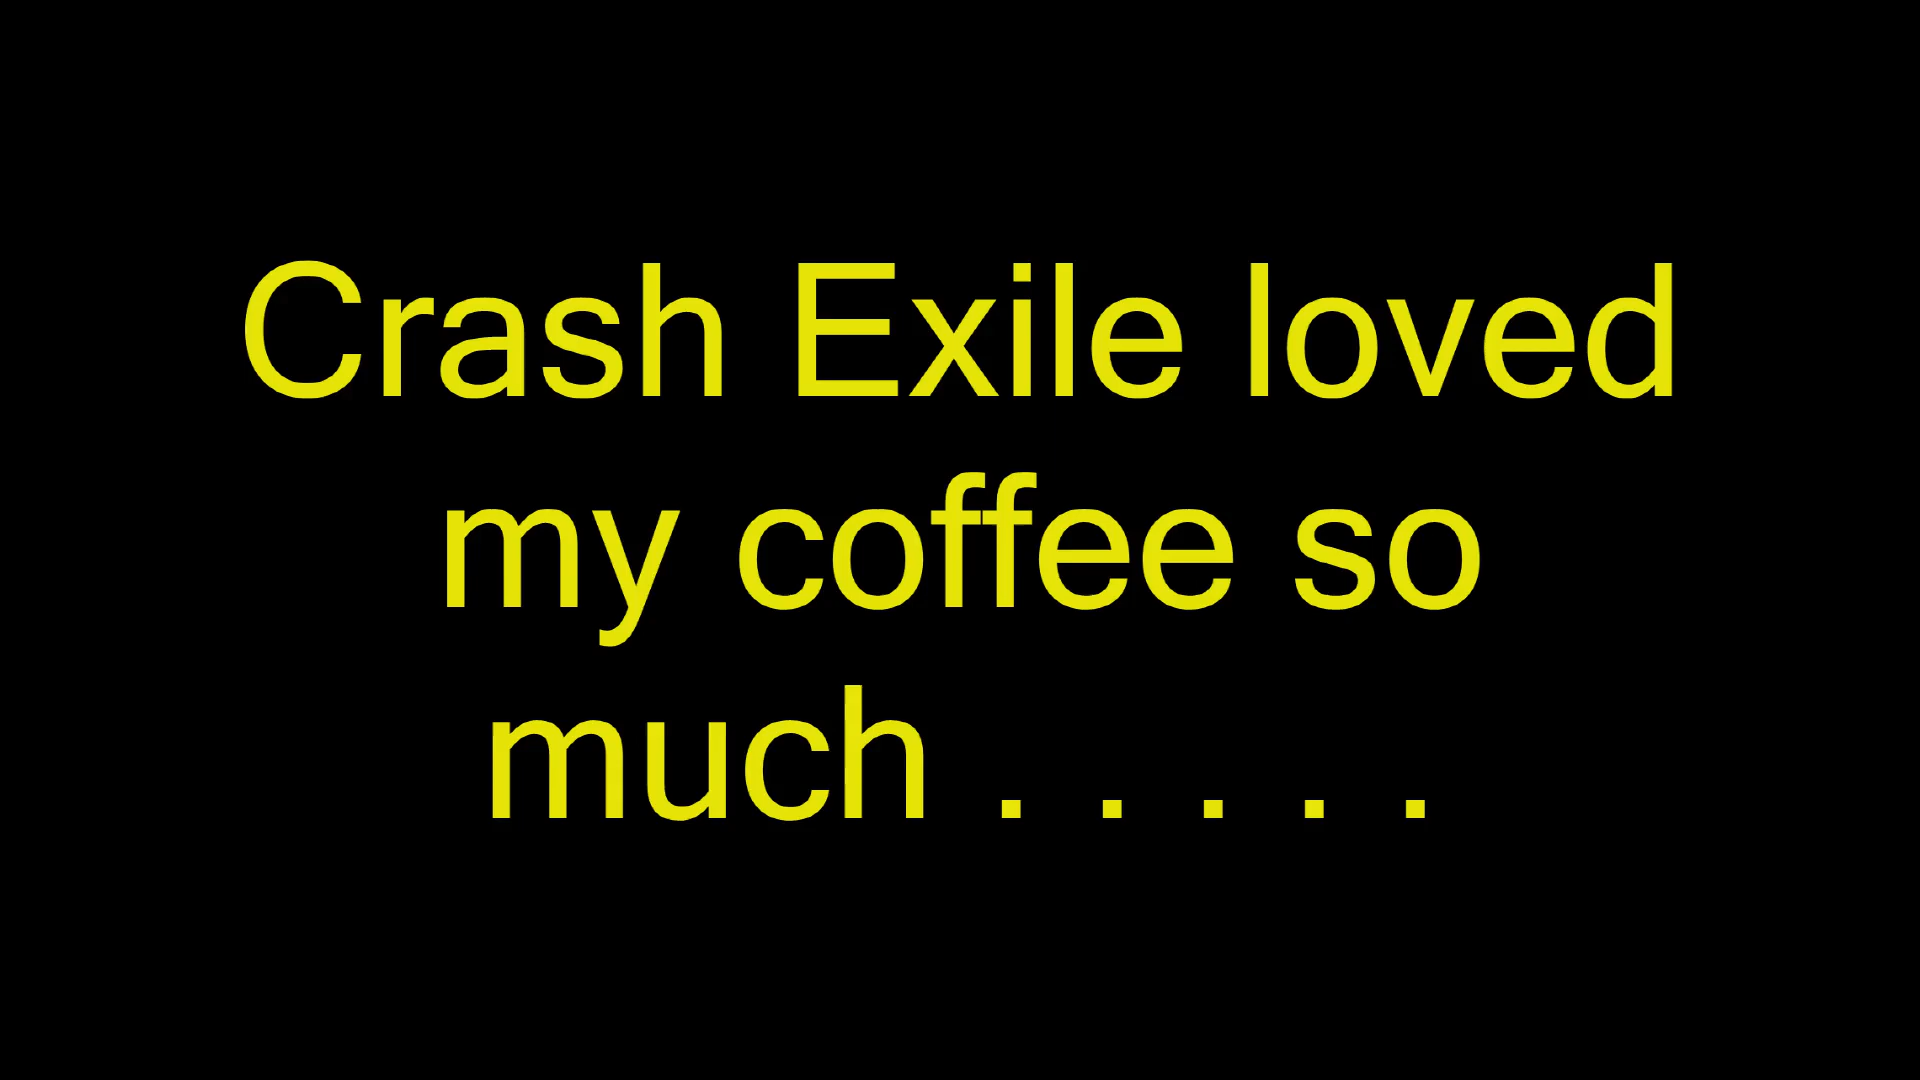 Crash Exile loved
my coffee so
much . . . . .